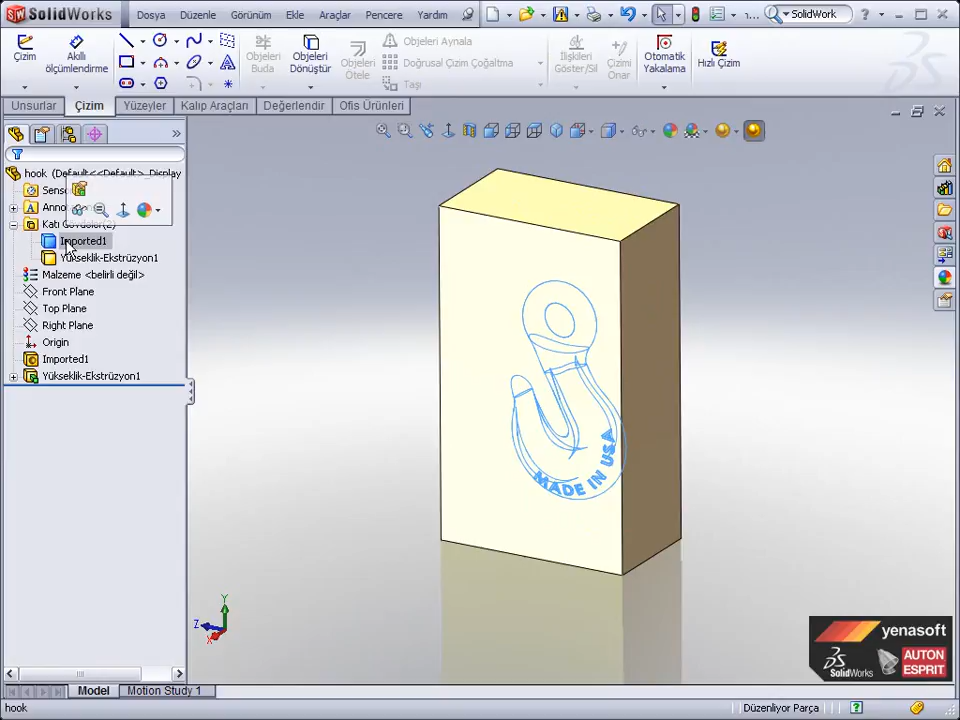 SolidWorks
Dosya Düzenle Görünüm Ekle Araçlar Pencere Yardım
... SolidWork
Çizim
Akıllı ölçümlendirme
Objeleri Buda
Objeleri Dönüştür
Objeleri Ötele
Objeleri Aynala
Doğrusal Çizim Çoğaltma
Taşı
İlişkileri Göster/Sil
Çizimi Onar
Otomatik Yakalama
Hızlı Çizim
Unsurlar Çizim Yüzeyler Kalıp Araçları Değerlendir Ofis Ürünleri
hook (Default<<Default>_Display
Imported1
Yükseklik-Ekstrüzyon1
Malzeme <belirli değil>
Front Plane
Top Plane
Right Plane
Origin
Imported1
Yükseklik-Ekstrüzyon1
MADE IN USA
Y
Z
X
yenasoft
SolidWorks
AUTON
ESPRIT
Model Motion Study 1
hook
Düzenliyor Parça